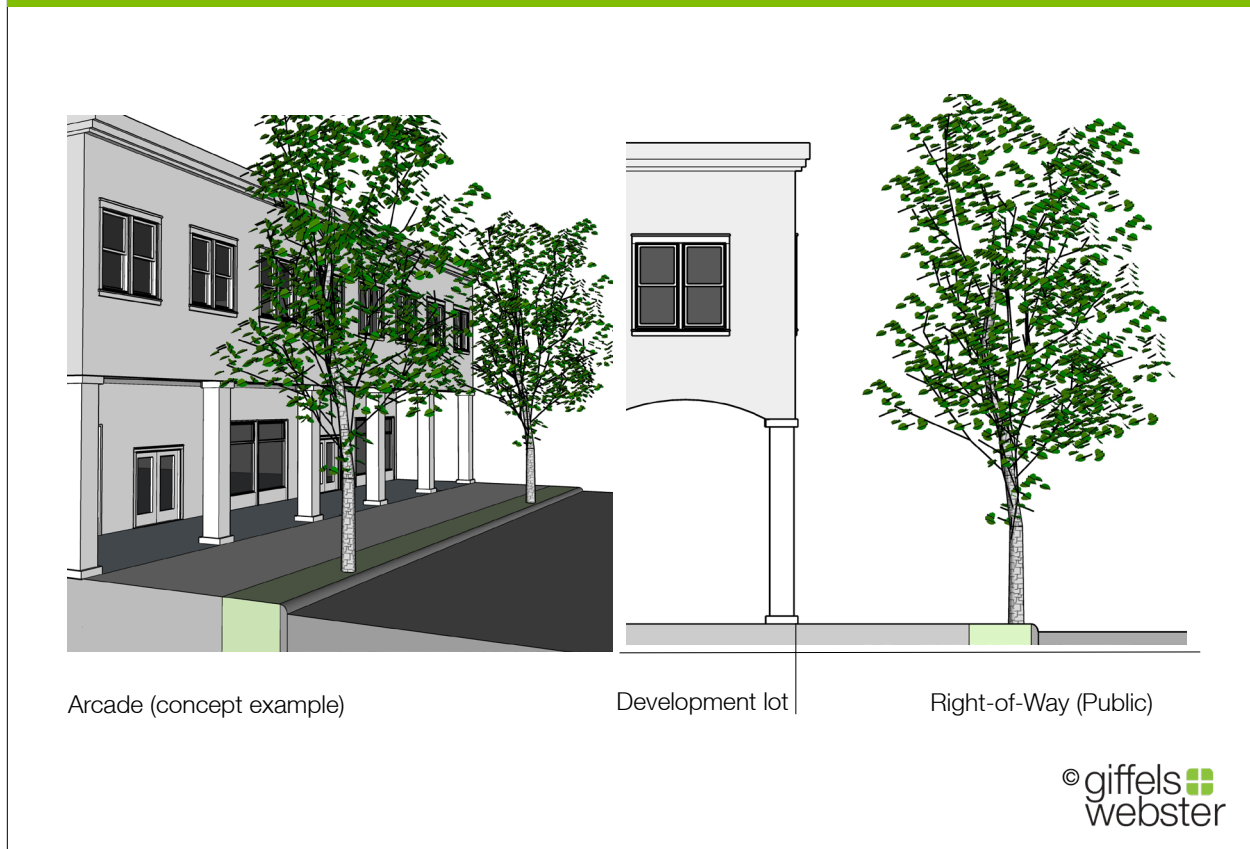 Arcade (concept example)
Development lot
Right-of-Way (Public)
© giffels
webster